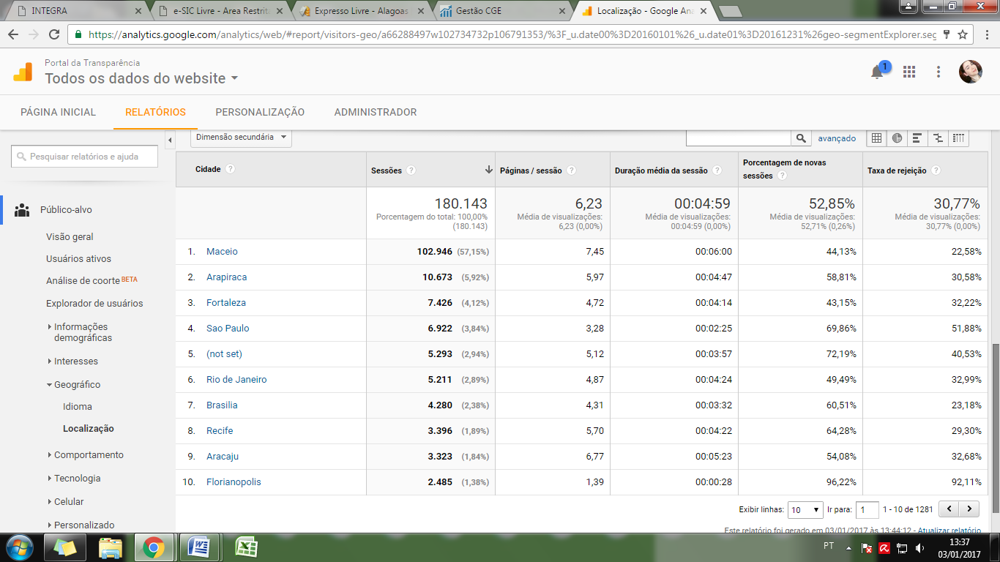 INTEGRA
e-SIC Livre - Area Restrit
Expresso Livre - Alagoas
Gestão CGE
Localização - Google Ana
https://analytics.google.com/analytics/web/#report/visitors-geo/a66288497w102734732p106791353/%3F_u.date00%3D20160101%26_u.date01%3D20161231%26geo-segmentExplorer.seg
Portal da Transparência
Todos os dados do website
1
PÁGINA INICIAL
RELATÓRIOS
PERSONALIZAÇÃO
ADMINISTRADOR
Pesquisar relatórios e ajuda
Público-alvo
Visão geral
Usuários ativos
Análise de coorte BETA
Explorador de usuários
Informações
demográficas
Interesses
Geográfico
Idioma
Localização
Comportamento
Tecnologia
Celular
Personalizado
Dimensão secundária
avançado
Cidade ?
Sessões ?
Páginas / sessão ?
Duração média da sessão ?
Porcentagem de novas
sessões ?
Taxa de rejeição ?
180.143
Porcentagem do total: 100,00%
(180.143)
6,23
Média de visualizações:
6,23 (0,00%)
00:04:59
Média de visualizações:
00:04:59 (0,00%)
52,85%
Média de visualizações:
52,71% (0,26%)
30,77%
Média de visualizações:
30,77% (0,00%)
1. Maceio 102.946 (57,15%) 7,45 00:06:00 44,13% 22,58%
2. Arapiraca 10.673 (5,92%) 5,97 00:04:47 58,81% 30,58%
3. Fortaleza 7.426 (4,12%) 4,72 00:04:14 43,15% 32,22%
4. Sao Paulo 6.922 (3,84%) 3,28 00:02:25 69,86% 51,88%
5. (not set) 5.293 (2,94%) 5,12 00:03:57 72,19% 40,53%
6. Rio de Janeiro 5.211 (2,89%) 4,87 00:04:24 49,49% 32,99%
7. Brasilia 4.280 (2,38%) 4,31 00:03:32 60,51% 23,18%
8. Recife 3.396 (1,89%) 5,70 00:04:22 64,28% 29,30%
9. Aracaju 3.323 (1,84%) 6,77 00:05:23 54,08% 32,68%
10. Florianopolis 2.485 (1,38%) 1,39 00:00:28 96,22% 92,11%
Exibir linhas: 10 Ir para: 1 1 - 10 de 1281
Este relatório foi gerado em 03/01/2017 às 13:44:12 - Atualizar relatório
PT
13:37
03/01/2017